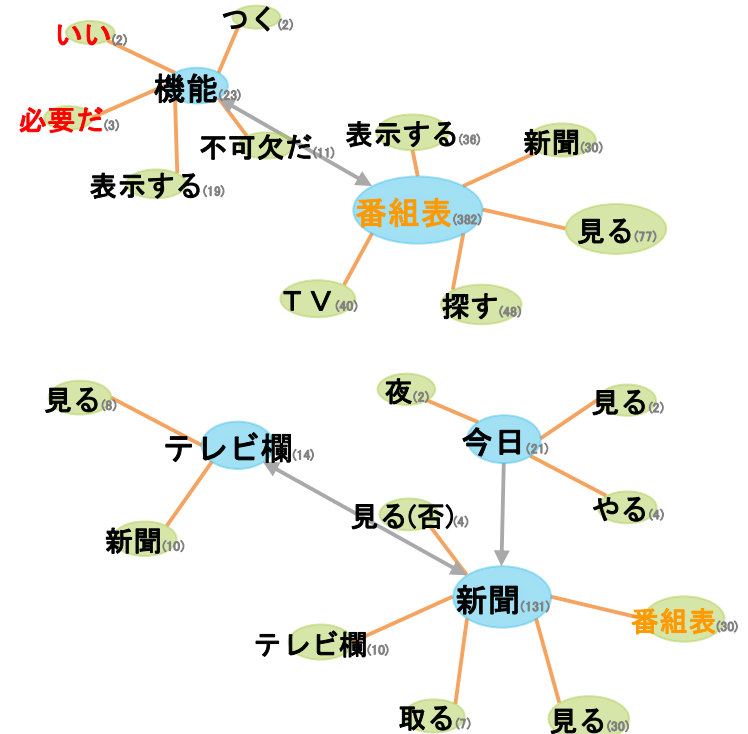 つく(2)
いい(2)
機能(23)
必要だ(3)
不可欠だ(11)
表示する(19)
表示する(36)
新聞(30)
番組表(382)
見る(77)
ＴＶ(40)
探す(48)
見る(8)
テレビ欄(14)
新聞(10)
夜(2)
見る(2)
今日(21)
やる(4)
見る(否)(4)
新聞(131)
番組表(30)
テレビ欄(10)
取る(7)
見る(30)